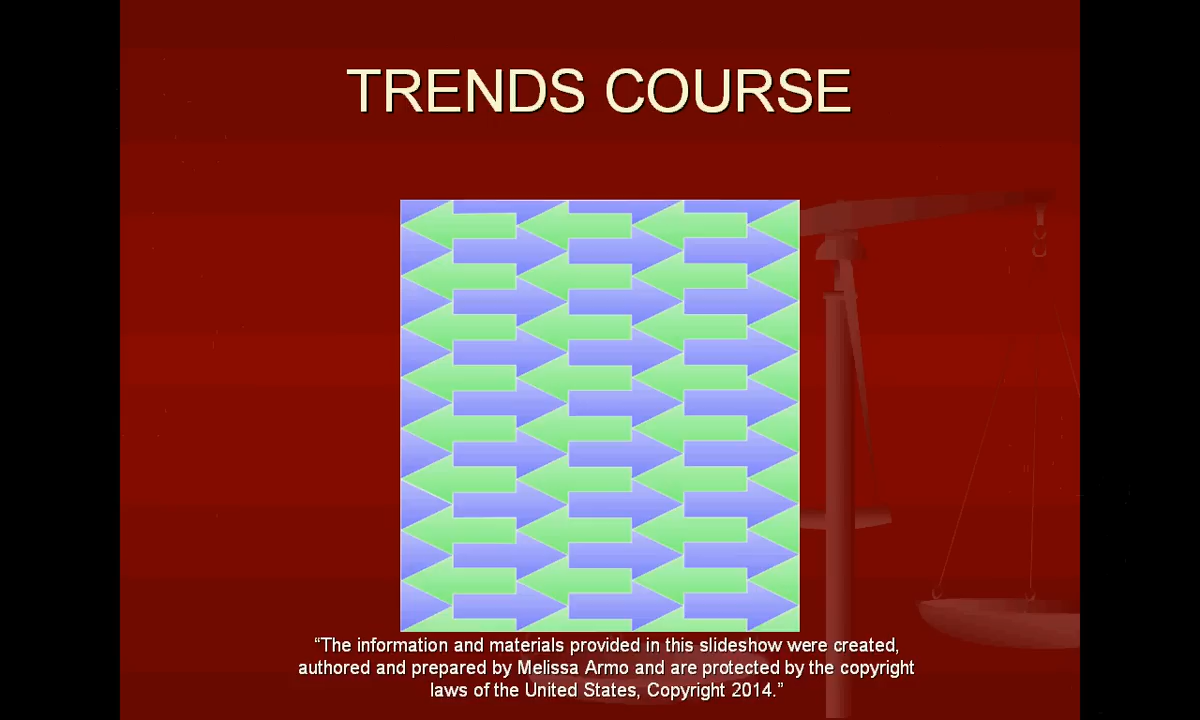 TRENDS COURSE
“The information and materials provided in this slideshow were created,
authored and prepared by Melissa Armo and are protected by the copyright
laws of the United States, Copyright 2014.”